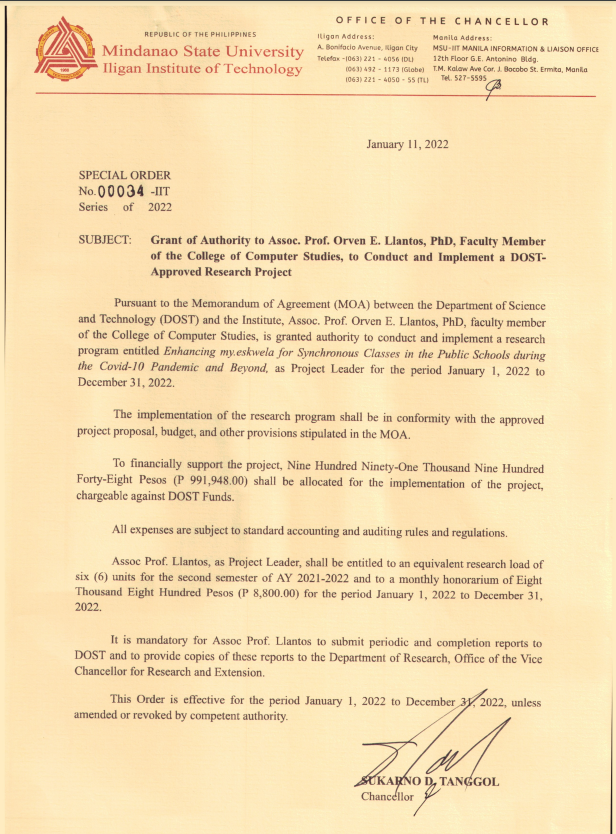 OFFICE OF THE CHANCELLOR
REPUBLIC OF THE PHILIPPINES
Mindanao State University
Iligan Institute of Technology
1968
Iligan Address:
A. Bonifacio Avenue, Iligan City
Telefax -(063) 221 - 4056 (DL)
(063) 492 - 1173 (Globe)
(063) 221 - 4050 - 55 (TL)
Manila Address:
MSU-IIT MANILA INFORMATION & LIAISON OFFICE
12th Floor G.E. Antonino Bldg.
T.M. Kalaw Ave Cor. J. Bocobo St. Ermita, Manila
Tel. 527-5595
January 11, 2022
SPECIAL ORDER
No. 00034 -IIT
Series of 2022
SUBJECT: Grant of Authority to Assoc. Prof. Orven E. Llantos, PhD, Faculty Member
of the College of Computer Studies, to Conduct and Implement a DOST-
Approved Research Project
Pursuant to the Memorandum of Agreement (MOA) between the Department of Science
and Technology (DOST) and the Institute, Assoc. Prof. Orven E. Llantos, PhD, faculty member
of the College of Computer Studies, is granted authority to conduct and implement a research
program entitled Enhancing my.eskwela for Synchronous Classes in the Public Schools during
the Covid-10 Pandemic and Beyond, as Project Leader for the period January 1, 2022 to
December 31, 2022.
The implementation of the research program shall be in conformity with the approved
project proposal, budget, and other provisions stipulated in the MOA.
To financially support the project, Nine Hundred Ninety-One Thousand Nine Hundred
Forty-Eight Pesos (P 991,948.00) shall be allocated for the implementation of the project,
chargeable against DOST Funds.
All expenses are subject to standard accounting and auditing rules and regulations.
Assoc Prof. Llantos, as Project Leader, shall be entitled to an equivalent research load of
six (6) units for the second semester of AY 2021-2022 and to a monthly honorarium of Eight
Thousand Eight Hundred Pesos (P 8,800.00) for the period January 1, 2022 to December 31,
2022.
It is mandatory for Assoc Prof. Llantos to submit periodic and completion reports to
DOST and to provide copies of these reports to the Department of Research, Office of the Vice
Chancellor for Research and Extension.
This Order is effective for the period January 1, 2022 to December 31, 2022, unless
amended or revoked by competent authority.
SUKARNO D. TANGGOL
Chancellor